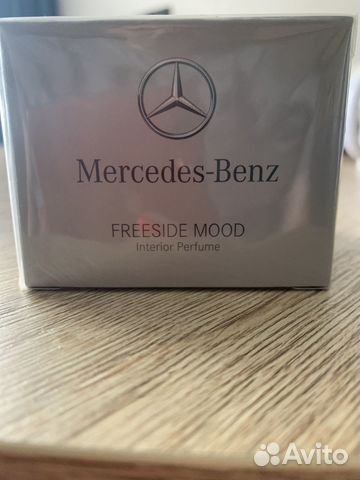 Mercedes-Benz
FREESIDE MOOD
Interior Perfume
Avito